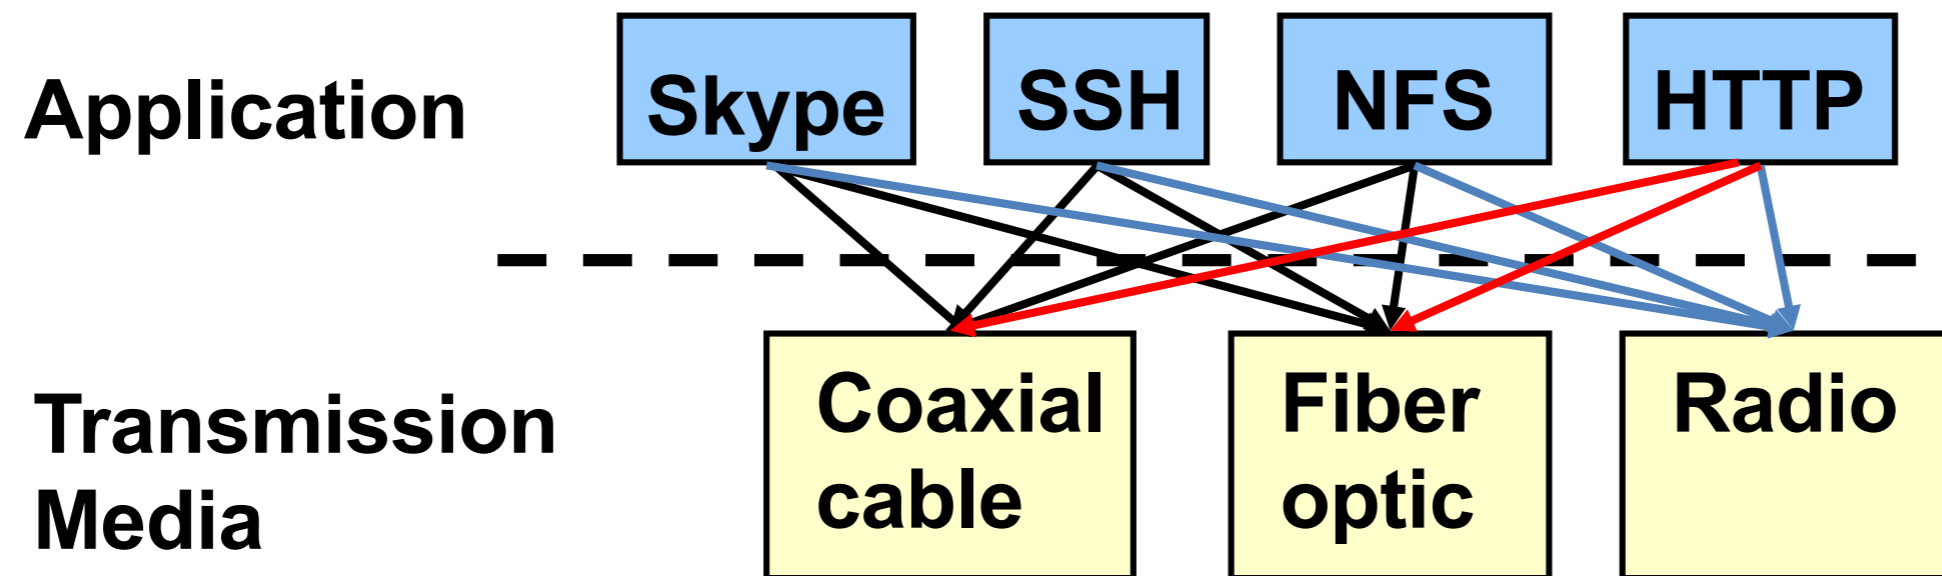 Application
Skype
SSH
NFS
HTTP
Transmission
Media
Coaxial
cable
Fiber
optic
Radio